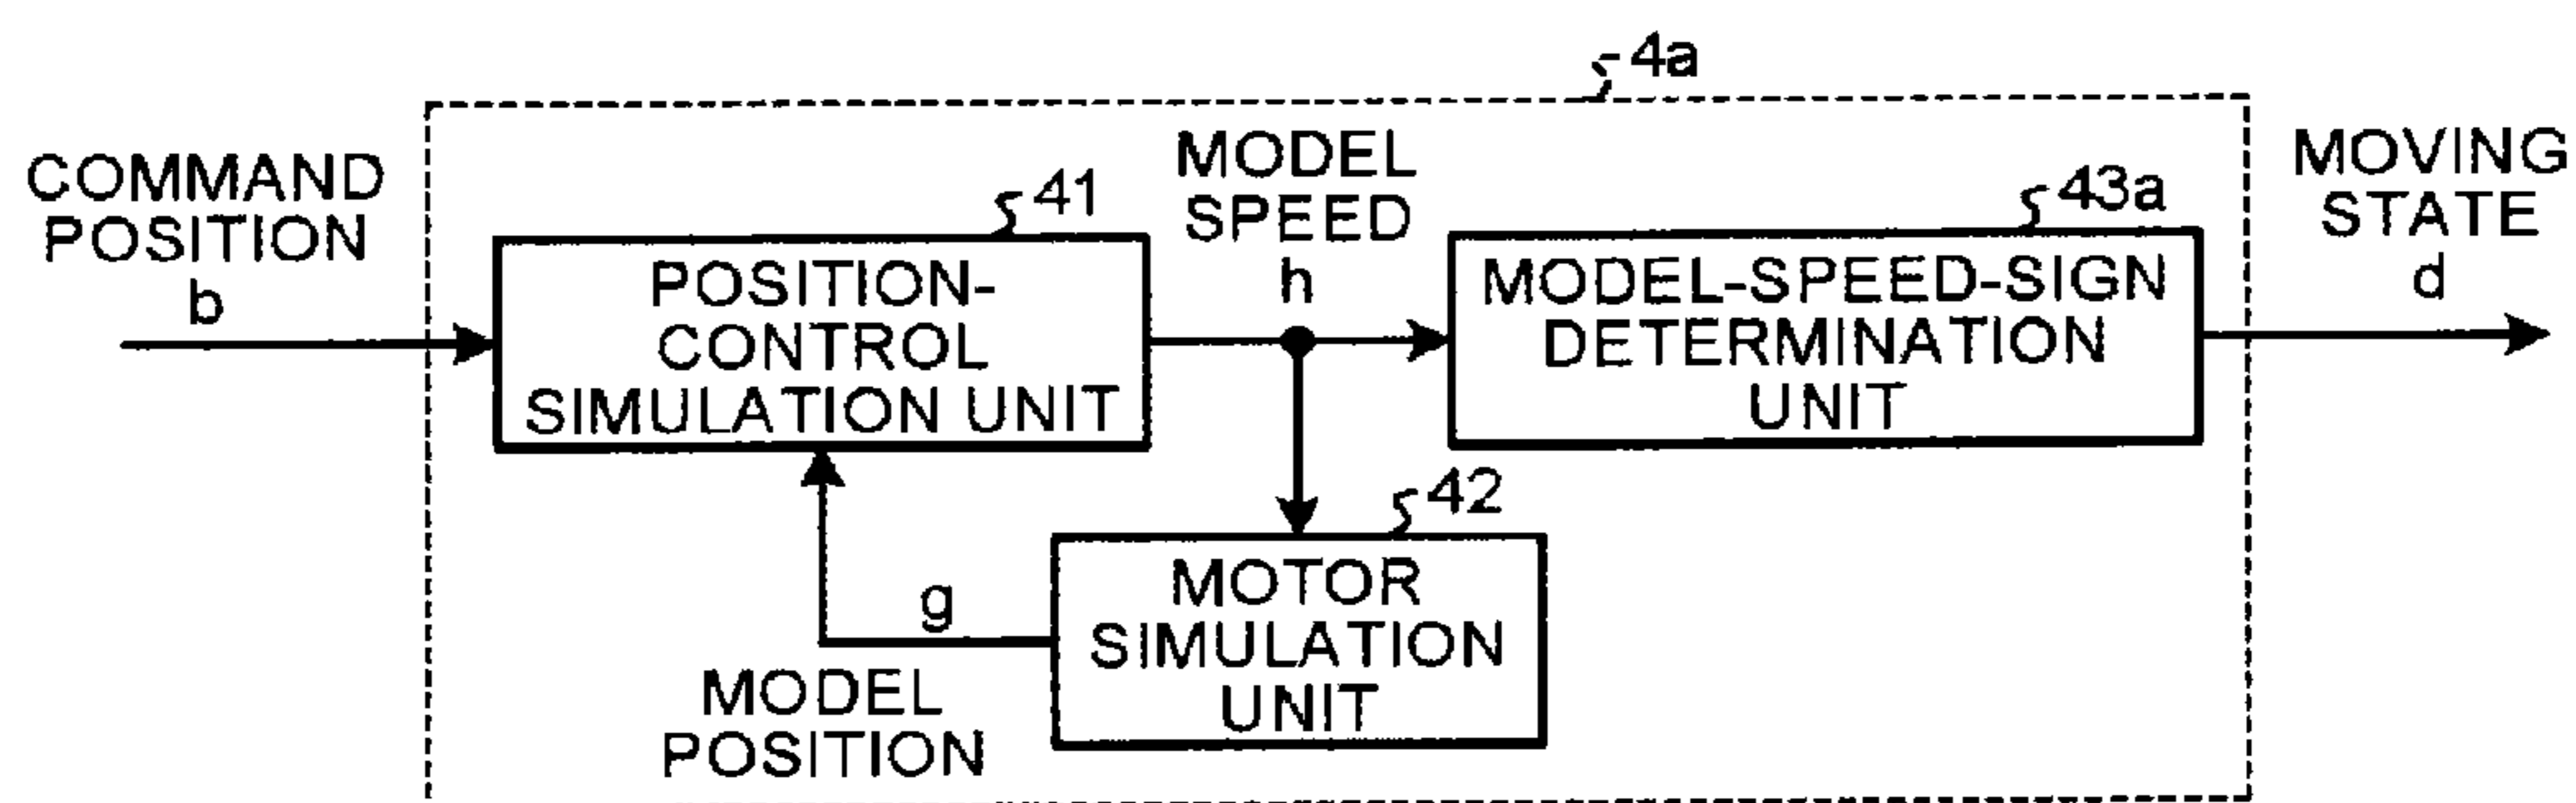 4a
COMMAND
POSITION
b
41
POSITION-
CONTROL
SIMULATION UNIT
MODEL
SPEED
h
43a
MODEL-SPEED-SIGN
DETERMINATION
UNIT
MOVING
STATE
d
42
MOTOR
SIMULATION
UNIT
g
MODEL
POSITION